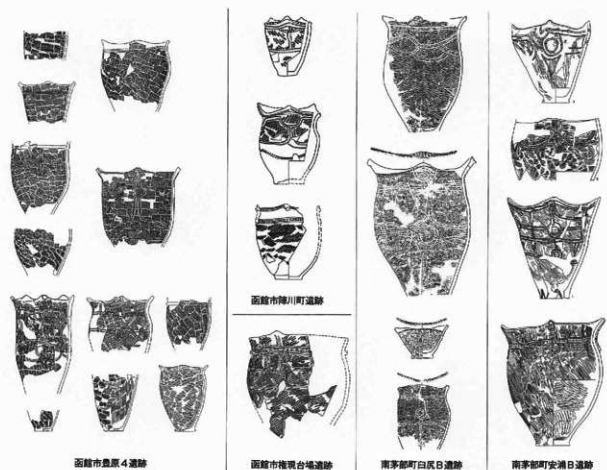 函館市陣川町遺跡
函館市豊原4遺跡
函館市権現台場遺跡
南茅部町臼尻B遺跡
南茅部町安浦B遺跡